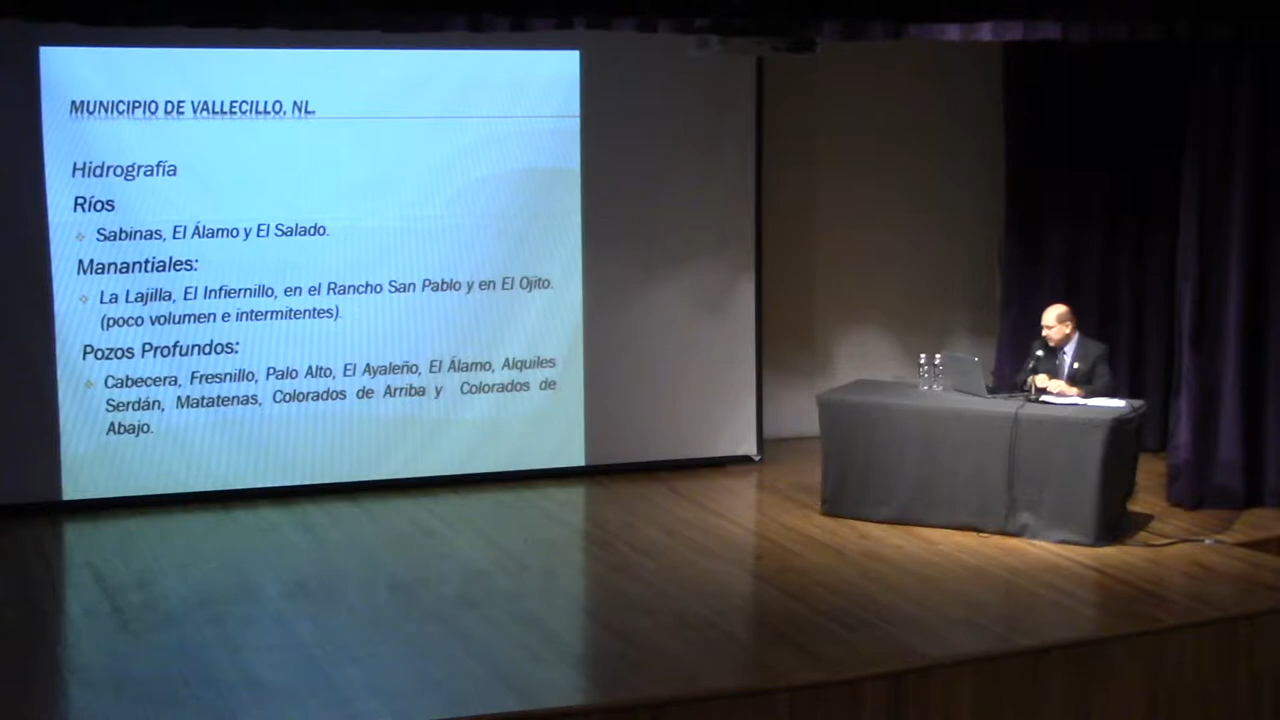 MUNICIPIO DE VALLECILLO, NL.
Hidrografía
Ríos
Sabinas, El Álamo y El Salado.
Manantiales:
La Lajilla, El Infiernillo, en el Rancho San Pablo y en El Ojito.
(poco volumen e intermitentes).
Pozos Profundos:
Cabecera, Fresnillo, Palo Alto, El Ayaleño, El Álamo, Alquiles
Serdán, Matatenas, Colorados de Arriba y Colorados de
Abajo.